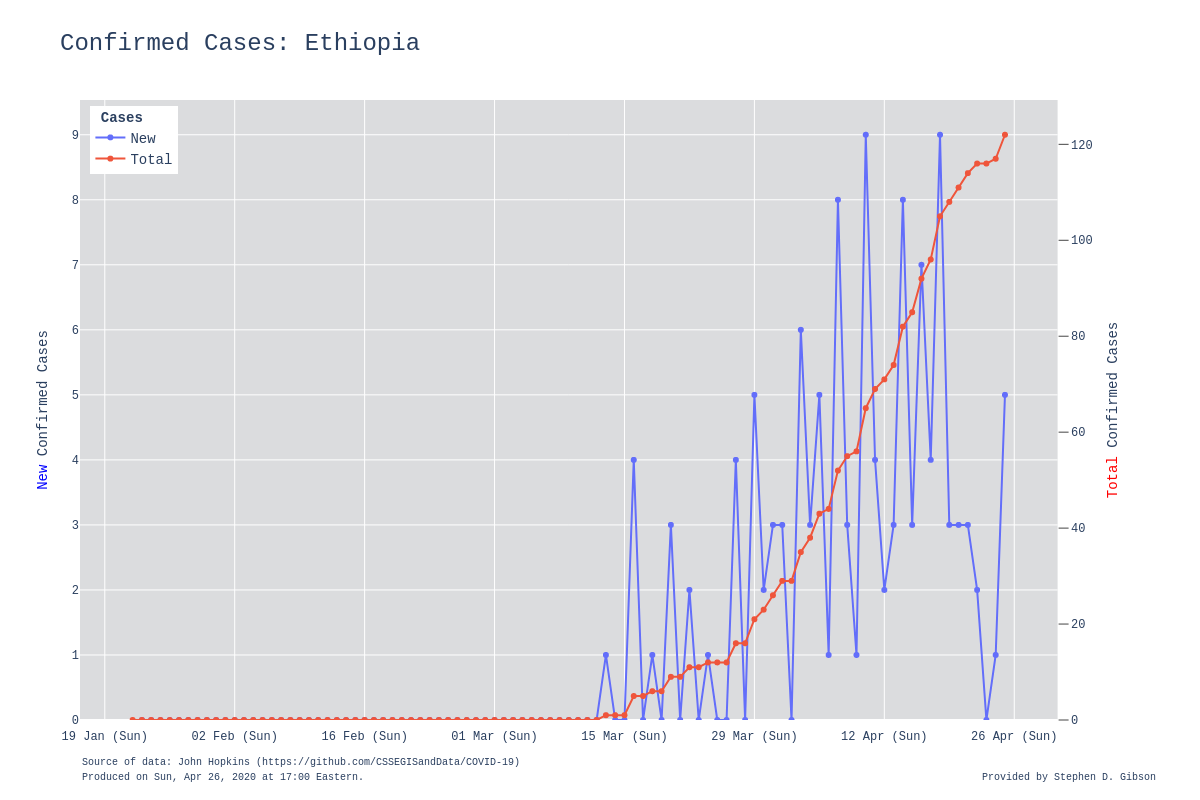 Confirmed Cases: Ethiopia
Cases
New
Total
9
8
7
6
5
4
3
2
1
0
New Confirmed Cases
120
100
80
60
40
20
0
Total Confirmed Cases
19 Jan (Sun)
02 Feb (Sun)
16 Feb (Sun)
01 Mar (Sun)
15 Mar (Sun)
29 Mar (Sun)
12 Apr (Sun)
26 Apr (Sun)
Source of data: John Hopkins (https://github.com/CSSEGISandData/COVID-19)
Produced on Sun, Apr 26, 2020 at 17:00 Eastern.
Provided by Stephen D. Gibson